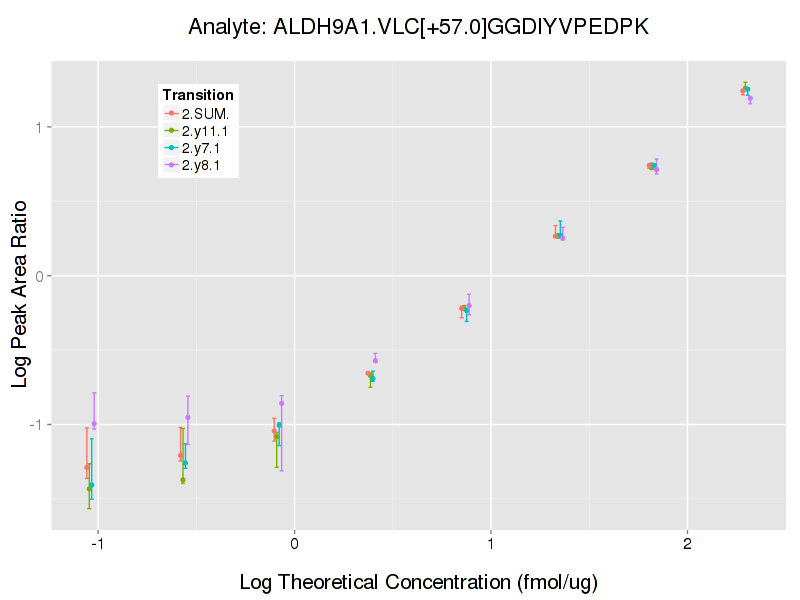 Analyte: ALDH9A1.VLC[+57.0]GGDIYVPEDPK
Transition
2.SUM.
2.y11.1
2.y7.1
2.y8.1
Log Peak Area Ratio
1
0
-1
-1
0
1
2
Log Theoretical Concentration (fmol/ug)